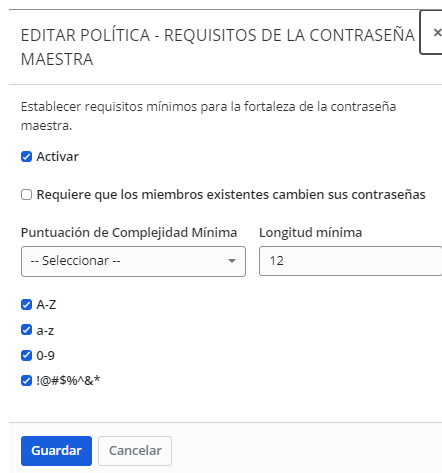 EDITAR POLÍTICA - REQUISITOS DE LA CONTRASEÑA
MAESTRA
×
Establecer requisitos mínimos para la fortaleza de la contraseña
maestra.
Activar
Requiere que los miembros existentes cambien sus contraseñas
Puntuación de Complejidad Mínima
Longitud mínima
-- Seleccionar --
12
A-Z
a-z
0-9
!@#$%^&*
Guardar
Cancelar